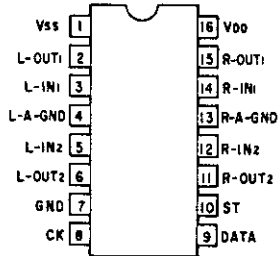 Vss 1 16 VDD
L-OUT1 2 15 R-OUT1
L-IN1 3 14 R-IN1
L-A-GND 4 13 R-A-GND
L-IN2 5 12 R-IN2
L-OUT2 6 11 R-OUT2
GND 7 10 ST
CK 8 9 DATA